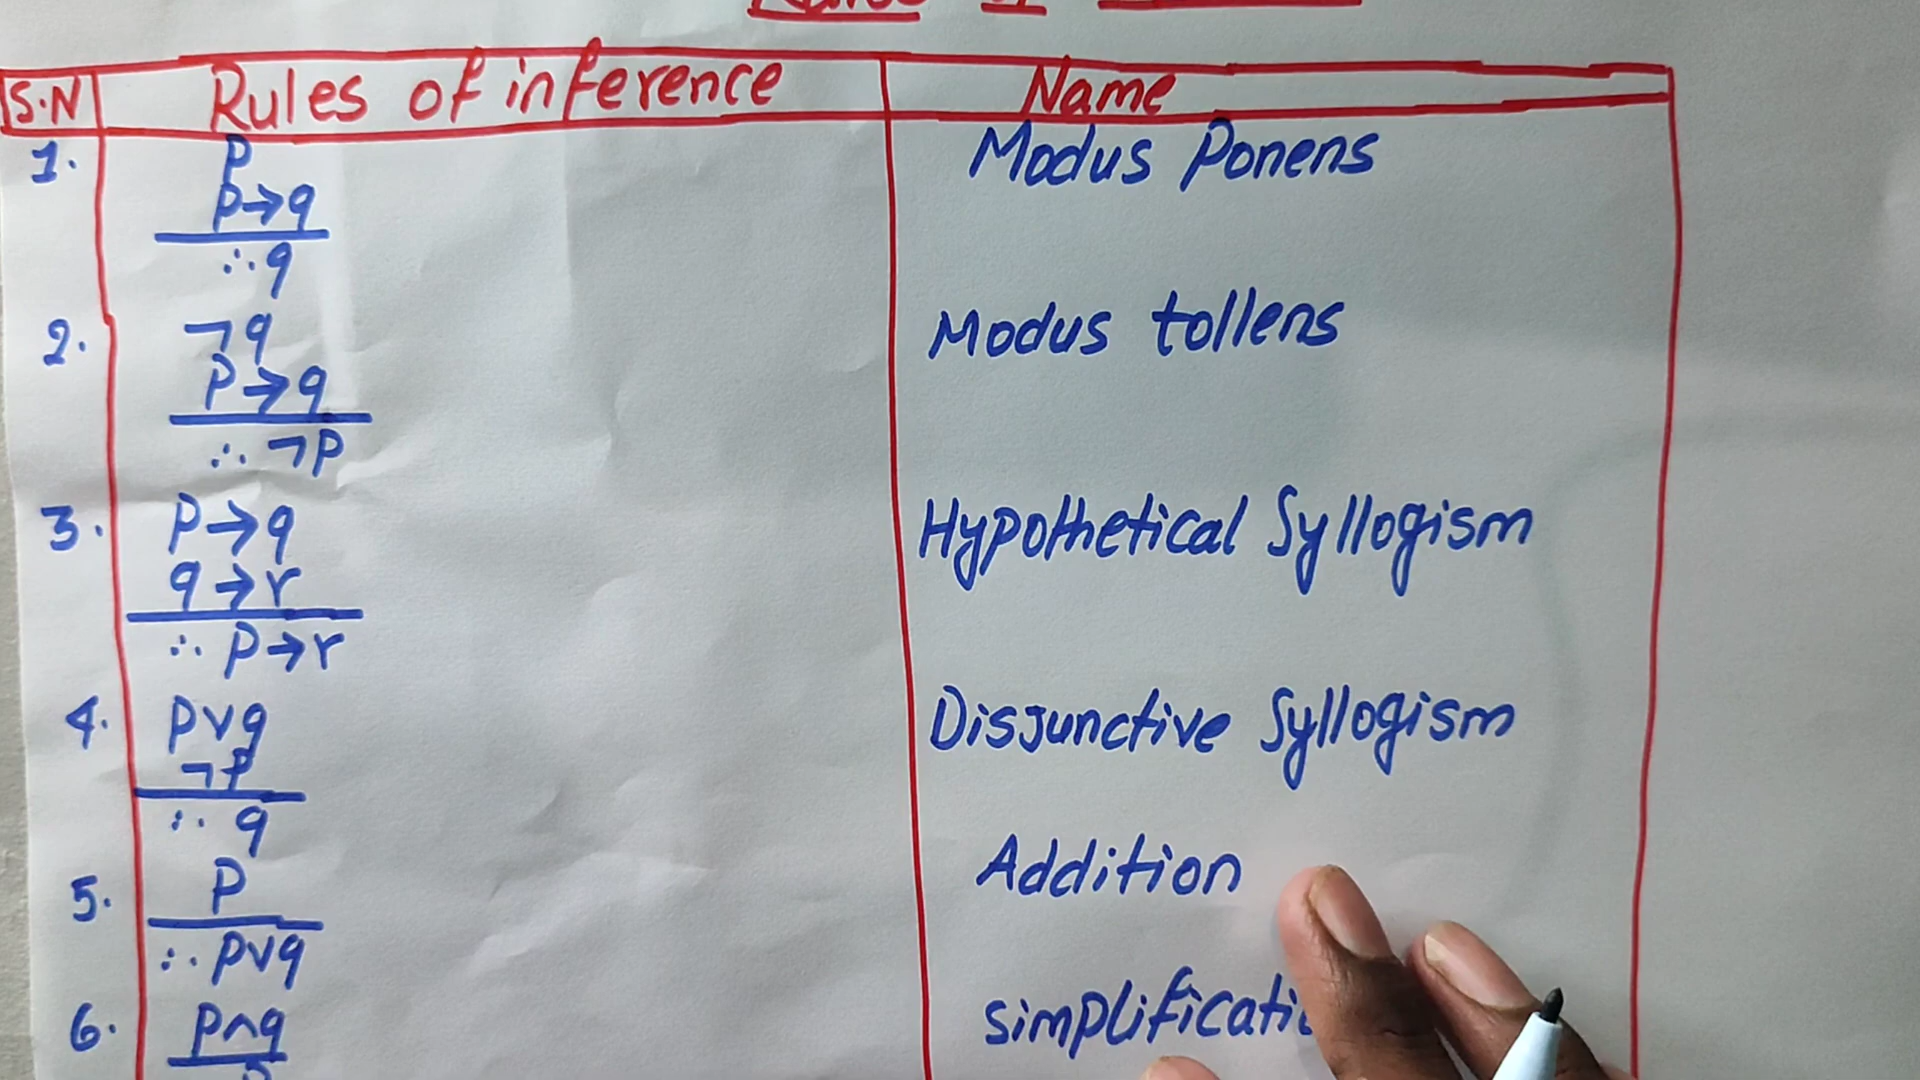 of
S.N Rules of inference Name
1. P Modus Ponens
P→q
∴ q
2. ¬q Modus tollens
P→q
∴ ¬P
3. P→q Hypothetical Syllogism
q→r
∴ P→r
4. P∨q Disjunctive Syllogism
¬P
∴ q
5. P Addition
∴ P∨q
6. P∧q